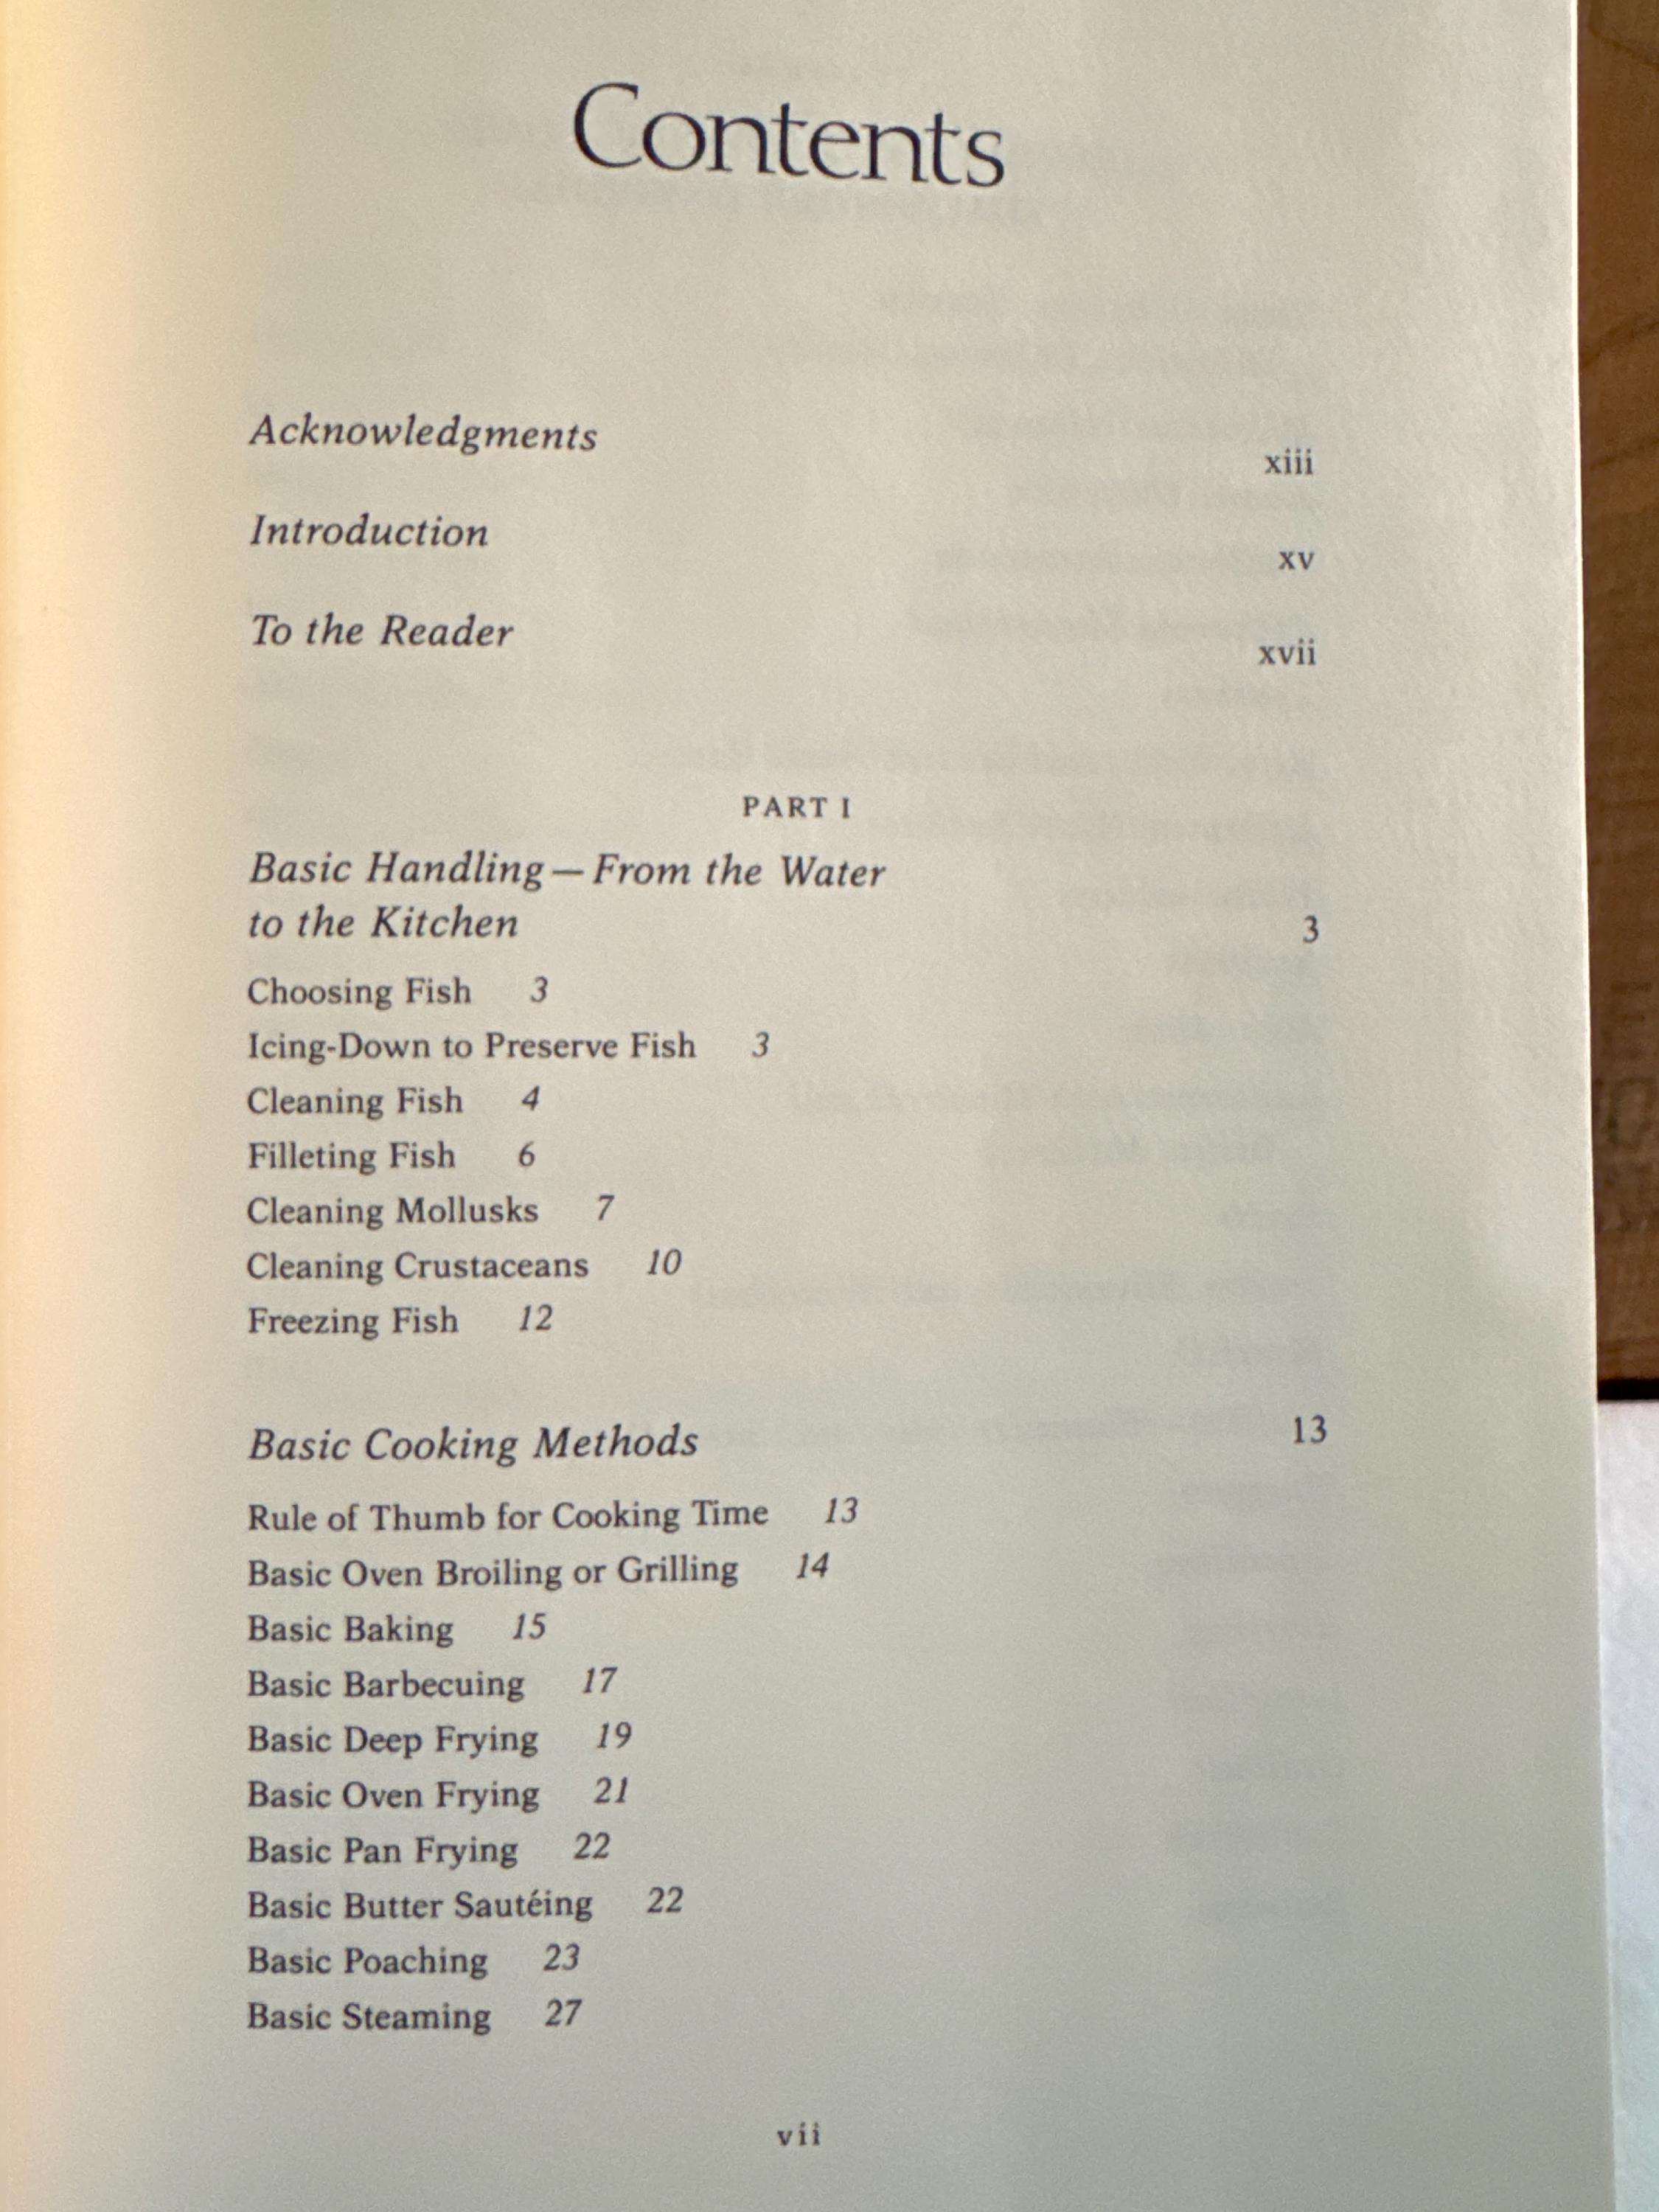 Contents
Acknowledgments xiii
Introduction xv
To the Reader xvii
PART I
Basic Handling—From the Water
to the Kitchen 3
Choosing Fish 3
Icing-Down to Preserve Fish 3
Cleaning Fish 4
Filleting Fish 6
Cleaning Mollusks 7
Cleaning Crustaceans 10
Freezing Fish 12
Basic Cooking Methods 13
Rule of Thumb for Cooking Time 13
Basic Oven Broiling or Grilling 14
Basic Baking 15
Basic Barbecuing 17
Basic Deep Frying 19
Basic Oven Frying 21
Basic Pan Frying 22
Basic Butter Sautéing 22
Basic Poaching 23
Basic Steaming 27
vii